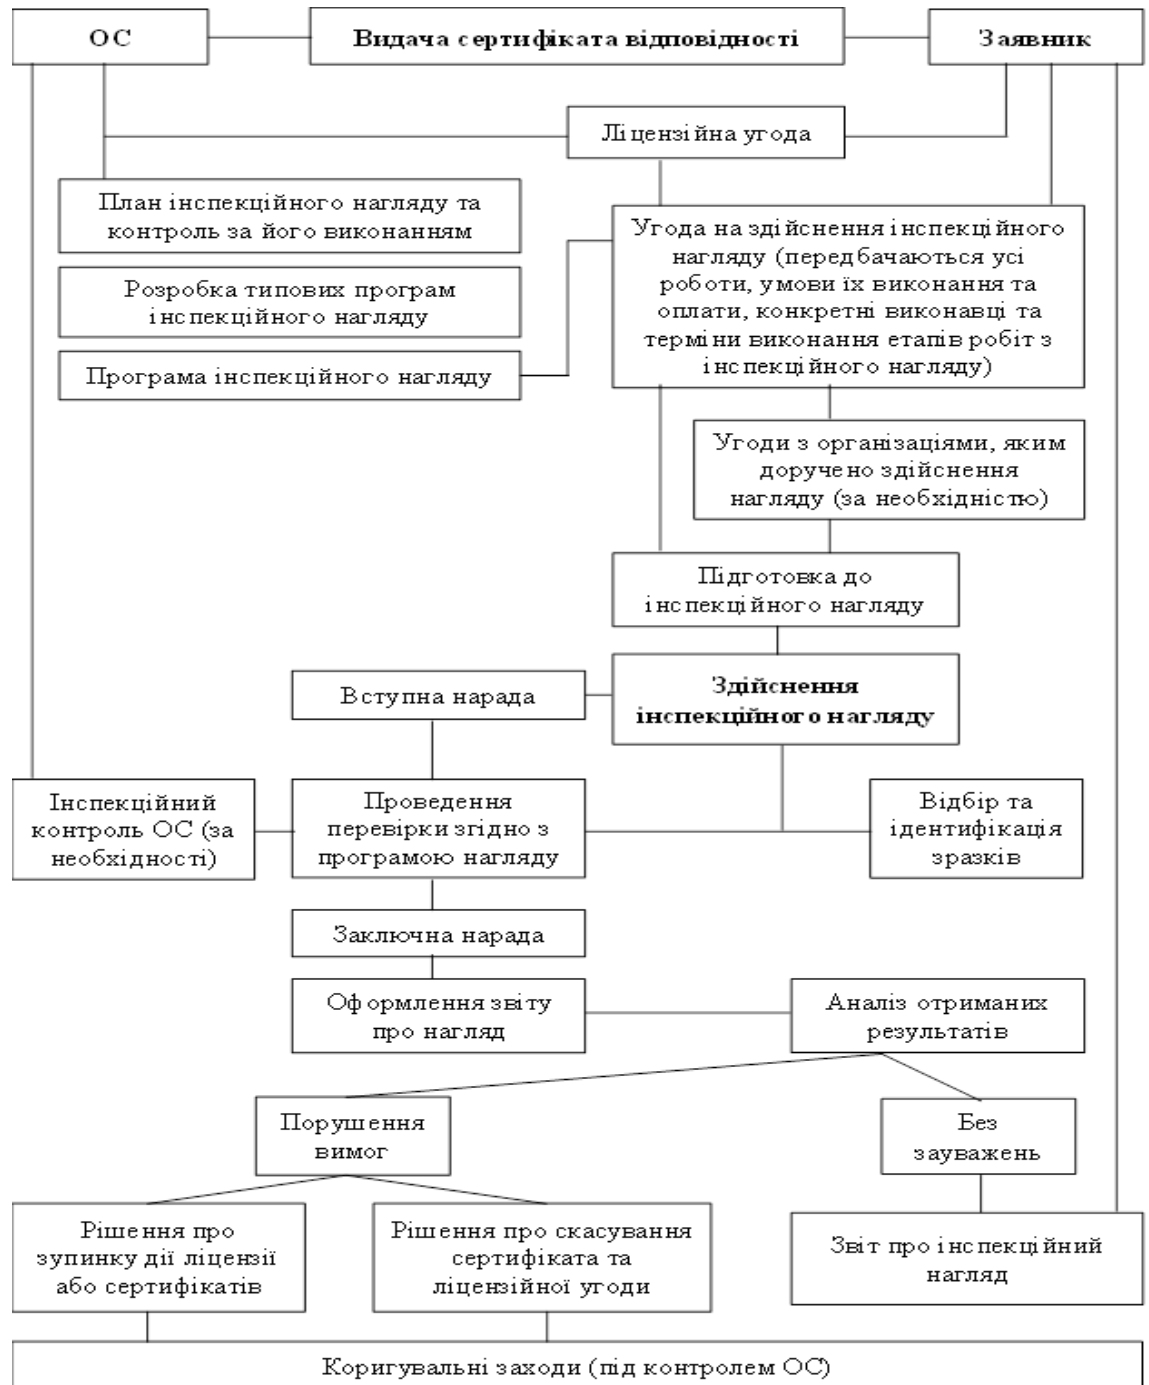 ОС
Видача сертифіката відповідності
Заявник
Ліцензійна угода
План інспекційного нагляду та
контроль за його виконанням
Розробка типових програм
інспекційного нагляду
Програма інспекційного нагляду
Угода на здійснення інспекційного
нагляду (передбачаються усі
роботи, умови їх виконання та
оплати, конкретні виконавці та
терміни виконання етапів робіт з
інспекційного нагляду)
Угоди з організаціями, яким
доручено здійснення
нагляду (за необхідністю)
Підготовка до
інспекційного нагляду
Здійснення
інспекційного нагляду
Вступна нарада
Інспекційний
контроль ОС (за
необхідності)
Проведення
перевірки згідно з
програмою нагляду
Відбір та
ідентифікація
зразків
Заключна нарада
Оформлення звіту
про нагляд
Аналіз отриманих
результатів
Порушення
вимог
Без
зауважень
Рішення про
зупинку дії ліцензії
або сертифікатів
Рішення про скасування
сертифіката та
ліцензійної угоди
Звіт про інспекційний
нагляд
Коригувальні заходи (під контролем ОС)